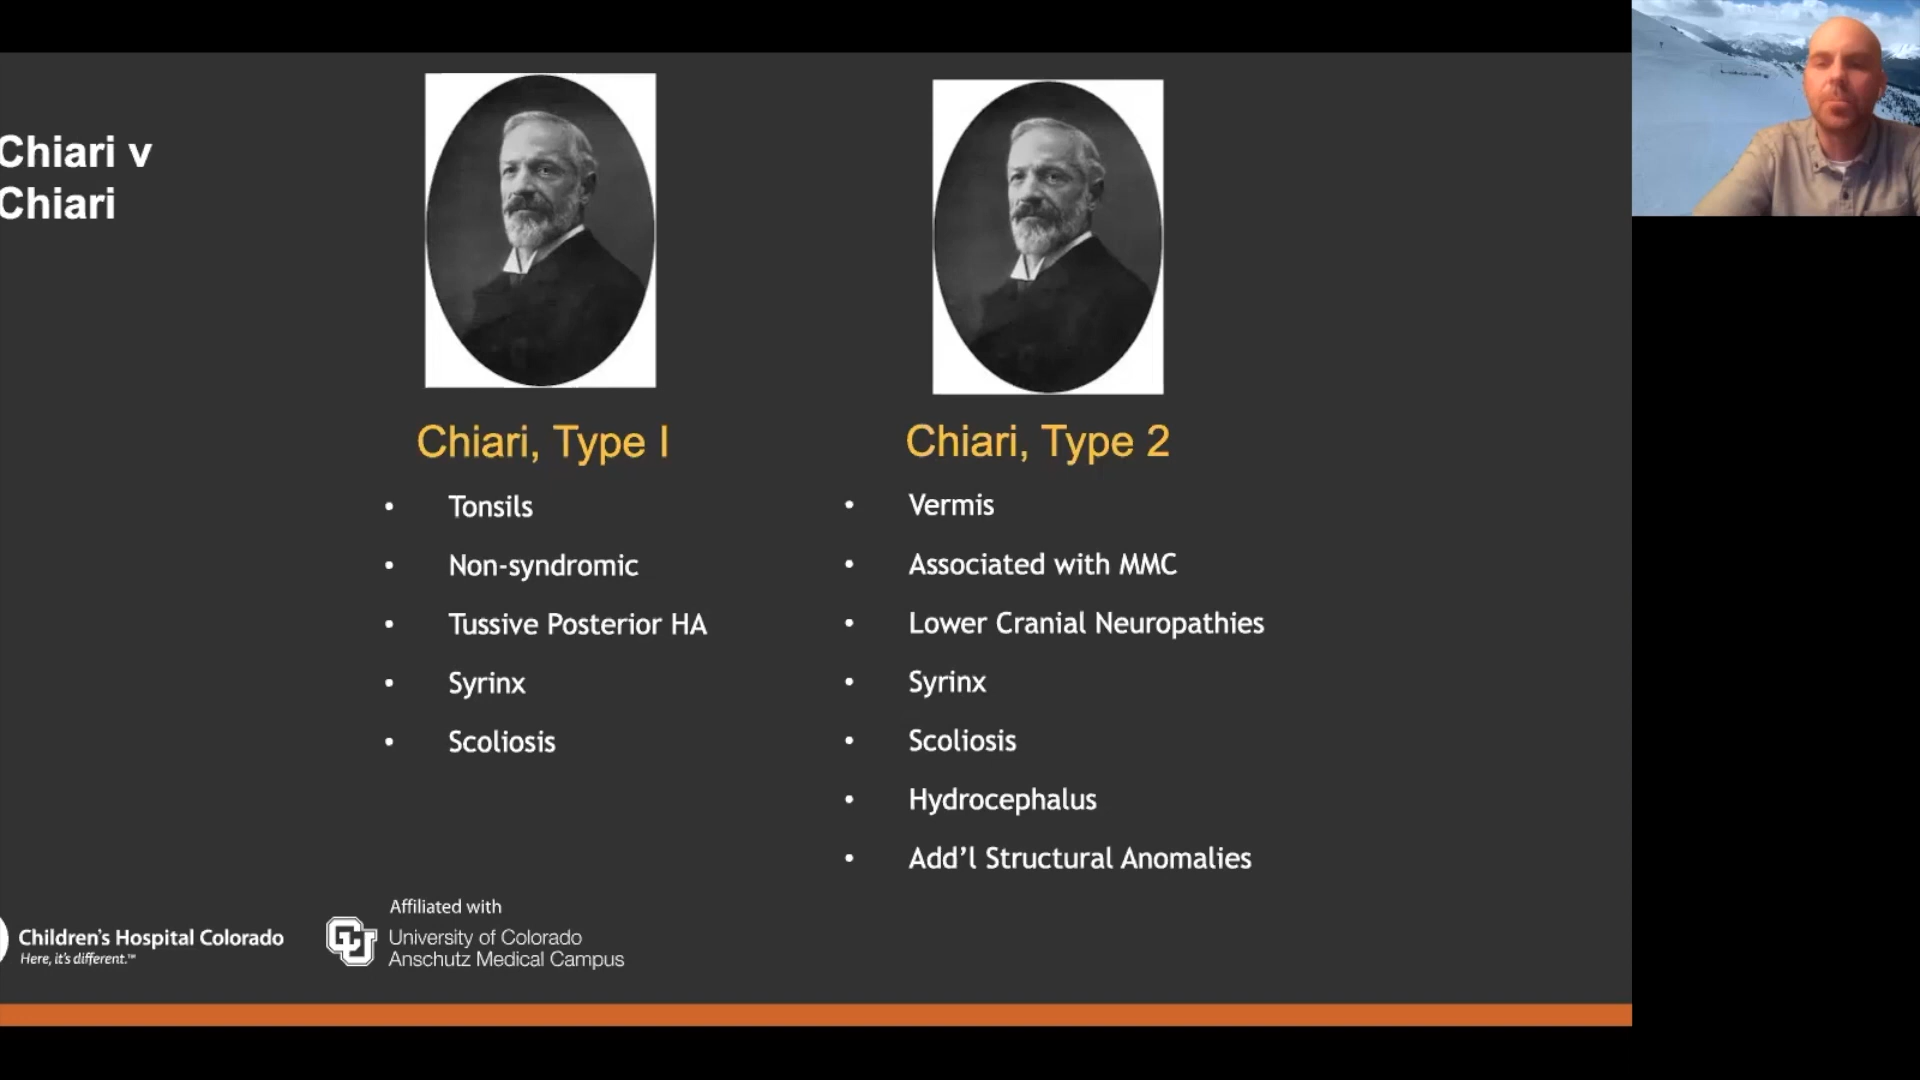 Chiari v
Chiari
Chiari, Type I
• Tonsils
• Non-syndromic
• Tussive Posterior HA
• Syrinx
• Scoliosis
Chiari, Type 2
• Vermis
• Associated with MMC
• Lower Cranial Neuropathies
• Syrinx
• Scoliosis
• Hydrocephalus
• Add’l Structural Anomalies
Children's Hospital Colorado
Here, it's different.™
Affiliated with
CU
University of Colorado
Anschutz Medical Campus